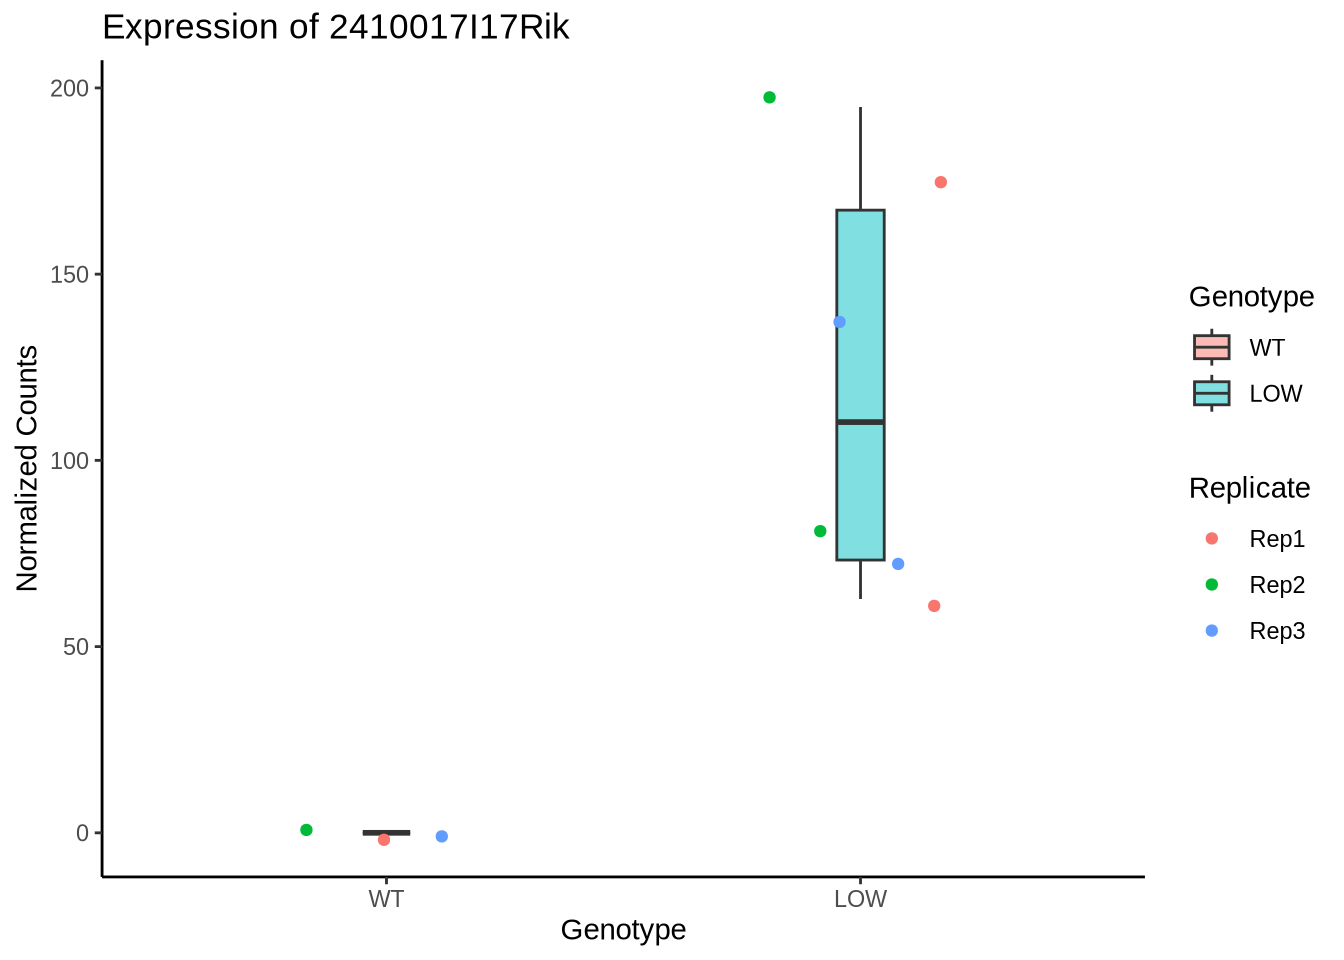 Expression of 2410017I17Rik
200
150
100
50
0
Normalized Counts
WT
LOW
Genotype
Genotype
WT
LOW
Replicate
Rep1
Rep2
Rep3